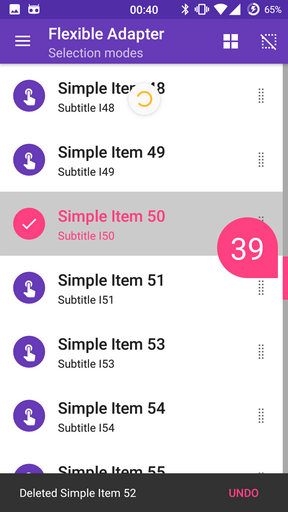 00:40
65%
Flexible Adapter
Selection modes
Simple Item 48
Subtitle I48
Simple Item 49
Subtitle I49
Simple Item 50
Subtitle I50
39
Simple Item 51
Subtitle I51
Simple Item 53
Subtitle I53
Simple Item 54
Subtitle I54
Simple Item 55
Deleted Simple Item 52
UNDO